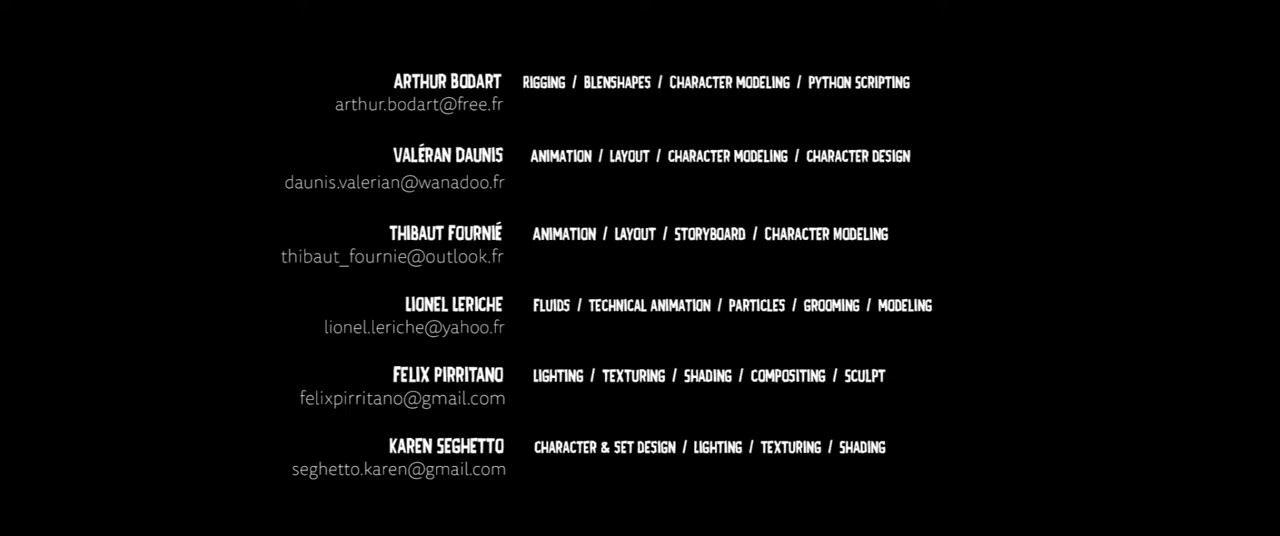 ARTHUR BODART RIGGING / BLENSHAPES / CHARACTER MODELING / PYTHON SCRIPTING
arthur.bodart@free.fr
VALÉRAN DAUNIS ANIMATION / LAYOUT / CHARACTER MODELING / CHARACTER DESIGN
daunis.valerian@wanadoo.fr
THIBAUT FOURNIÉ ANIMATION / LAYOUT / STORYBOARD / CHARACTER MODELING
thibaut_fournie@outlook.fr
LIONEL LERICHE FLUIDS / TECHNICAL ANIMATION / PARTICLES / GROOMING / MODELING
lionel.leriche@yahoo.fr
FELIX PIRRITANO LIGHTING / TEXTURING / SHADING / COMPOSITING / SCULPT
felixpirritano@gmail.com
KAREN SEGHETTO CHARACTER & SET DESIGN / LIGHTING / TEXTURING / SHADING
seghetto.karen@gmail.com